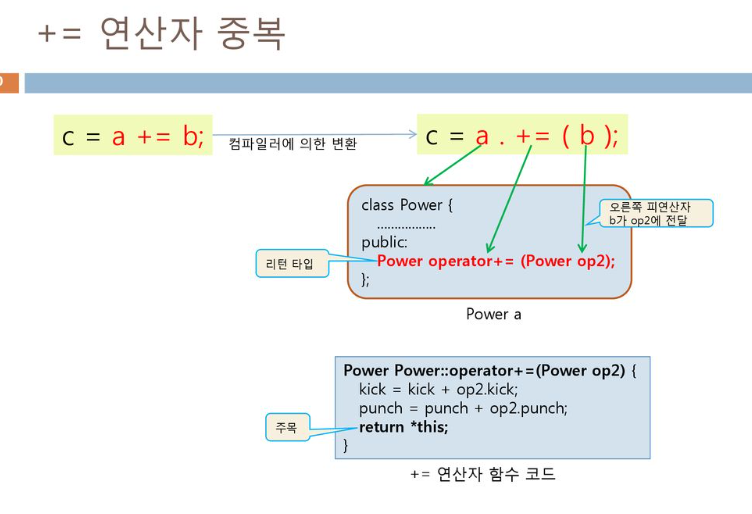 += 연산자 중복
c = a += b;
컴파일러에 의한 변환
c = a . += ( b );
class Power {
.................
public:
Power operator+= (Power op2);
};
오른쪽 피연산자
b가 op2에 전달
리턴 타입
Power a
Power Power::operator+=(Power op2) {
kick = kick + op2.kick;
punch = punch + op2.punch;
return *this;
}
주목
+= 연산자 함수 코드